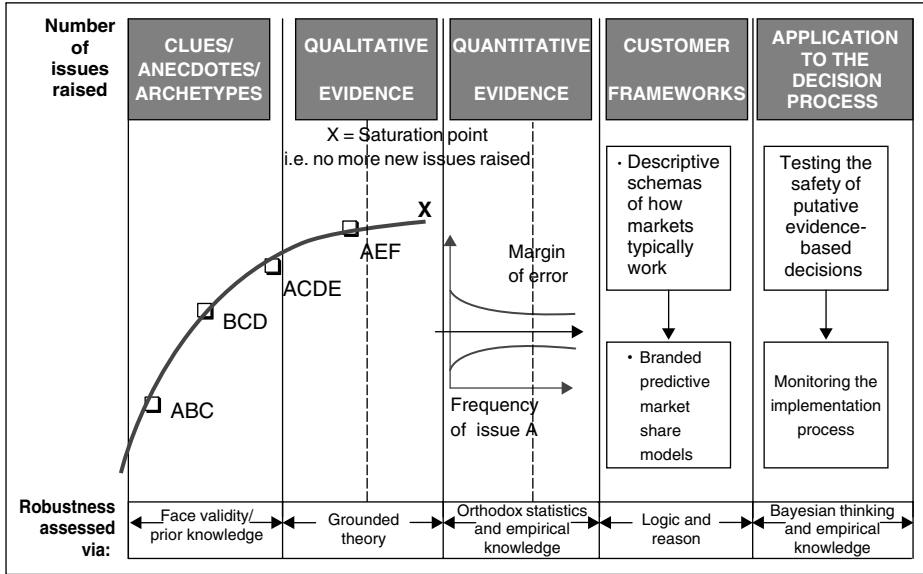 Number
of
issues
raised
CLUES/
ANECDOTES/
ARCHETYPES
QUALITATIVE
EVIDENCE
QUANTITATIVE
EVIDENCE
CUSTOMER
FRAMEWORKS
APPLICATION
TO THE
DECISION
PROCESS
X = Saturation point
i.e. no more new issues raised
X
AEF
ACDE
BCD
ABC
Margin
of error
Frequency
of issue A
• Descriptive
schemas
of how
markets
typically
work
• Branded
predictive
market
share
models
Testing the
safety of
putative
evidence-
based
decisions
Monitoring the
implementation
process
Robustness
assessed
via:
Face validity/
prior knowledge
Grounded
theory
Orthodox statistics
and empirical
knowledge
Logic and
reason
Bayesian thinking
and empirical
knowledge